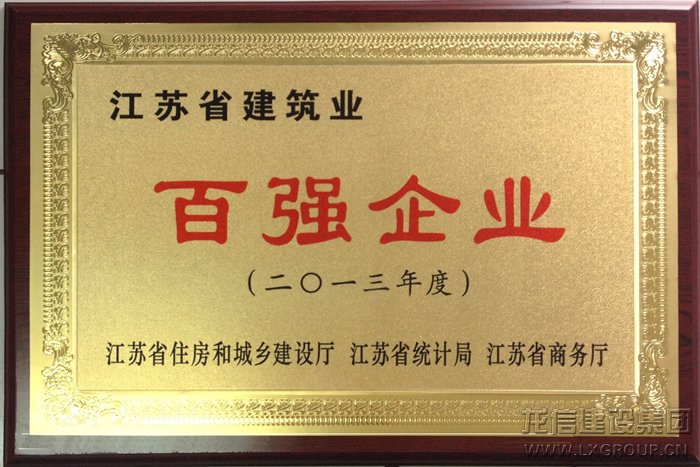 江苏省建筑业
百强企业
(二〇一三年度)
江苏省住房和城乡建设厅 江苏省统计局 江苏省商务厅
龙信建设集团
WWW.LXGROUP.CN